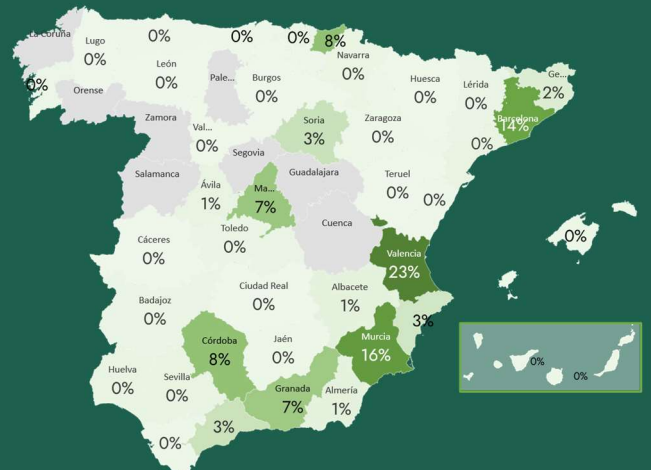 La Coruña
0%
Lugo
0%
0%
0%
0%
8%
Navarra
0%
León
0%
Pale...
Burgos
0%
Huesca
0%
Lérida
0%
Ge...
2%
Orense
Barcelona
14%
Zamora
Val...
0%
Soria
3%
Zaragoza
0%
0%
Segovia
Salamanca
Ávila
1%
Ma...
7%
Guadalajara
Teruel
0%
0%
Cuenca
Toledo
0%
0%
Cáceres
0%
Valencia
23%
Ciudad Real
0%
Albacete
1%
Badajoz
0%
3%
Córdoba
8%
Jaén
0%
Murcia
16%
Huelva
0%
Sevilla
0%
Granada
7%
Almería
1%
3%
0%
0%
0%